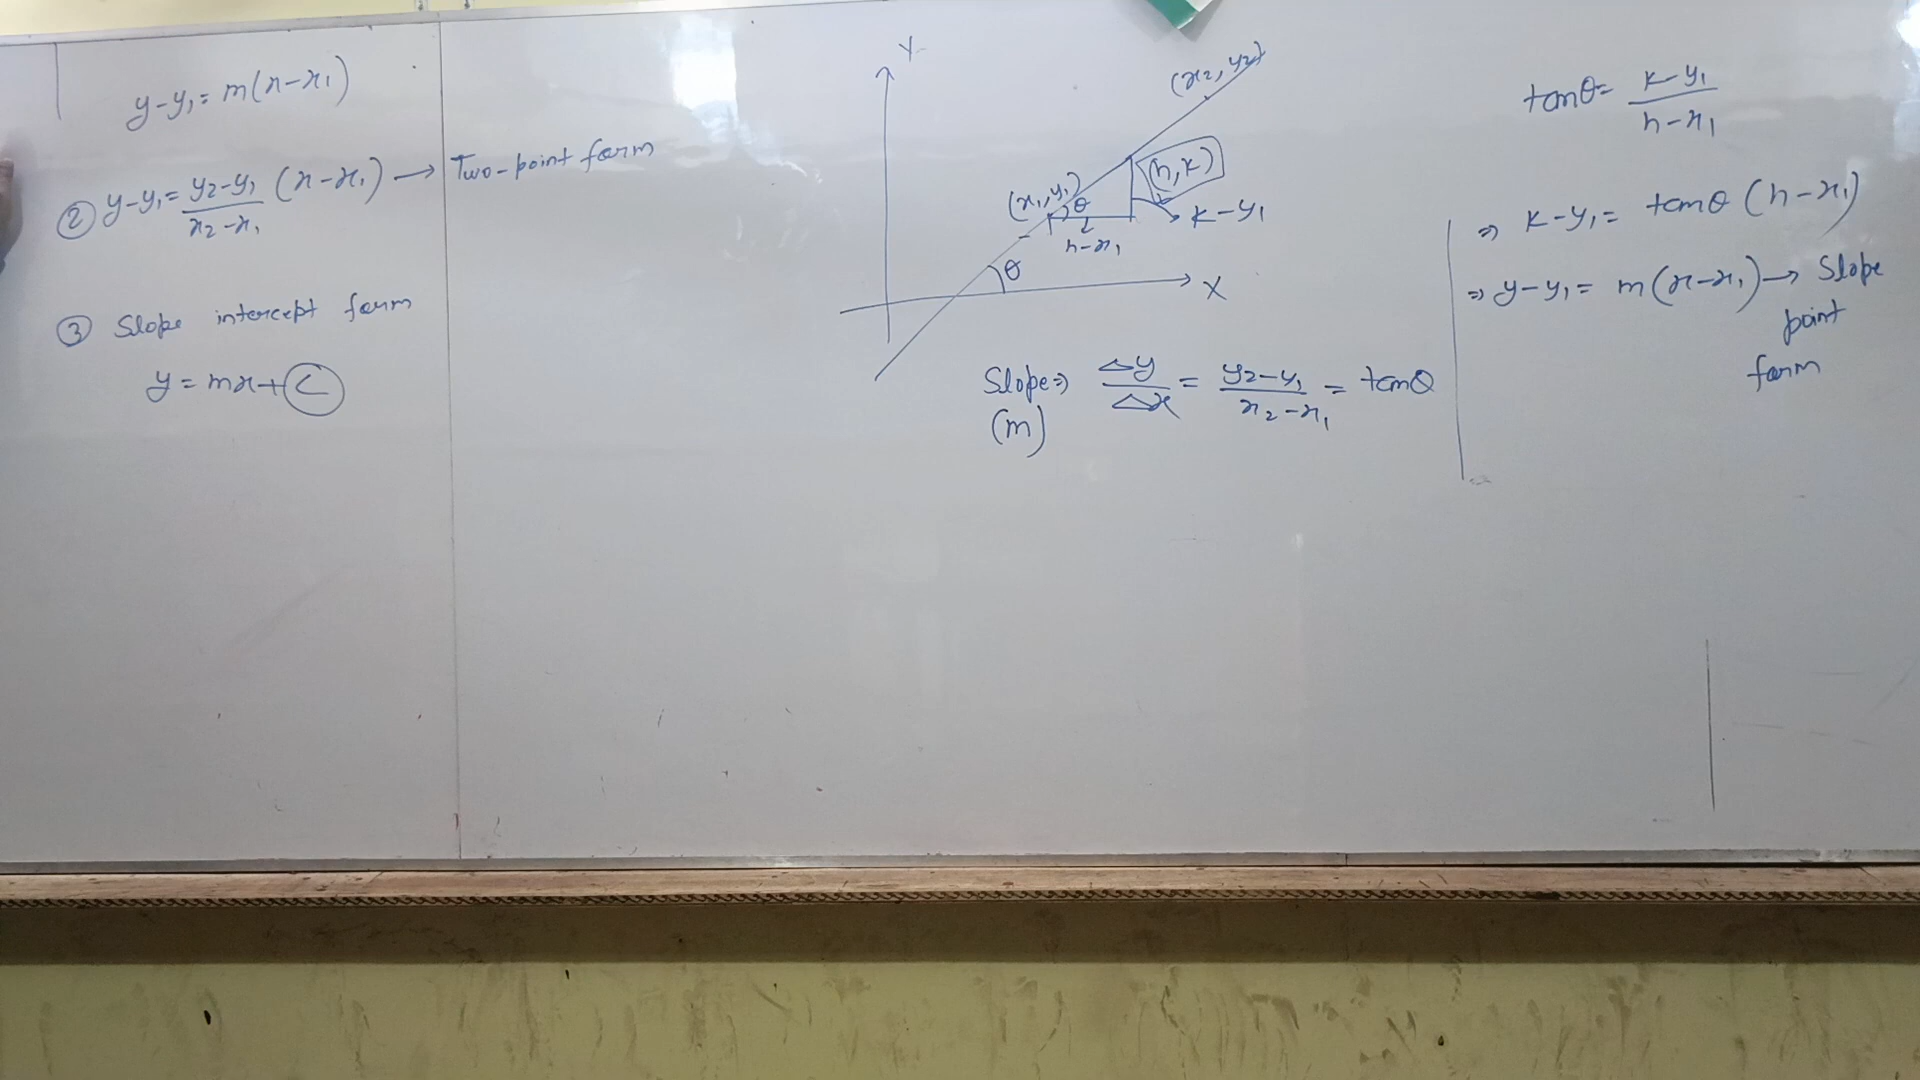 y-y₁= m(x-x₁)
② y-y₁= y₂-y₁ / x₂-x₁ (x-x₁) → Two-point form
③ Slope intercept form
y = mx+c
Y
(x₂, y₂)
(h, k)
(x₁, y₁)
θ
k-y₁
h-x₁
θ
X
Slope ⇒ Δy / Δx = y₂-y₁ / x₂-x₁ = tanθ
(m)
tanθ= k-y₁ / h-x₁
⇒ k-y₁= tanθ (h-x₁)
⇒ y-y₁= m(x-x₁) → Slope
point
form